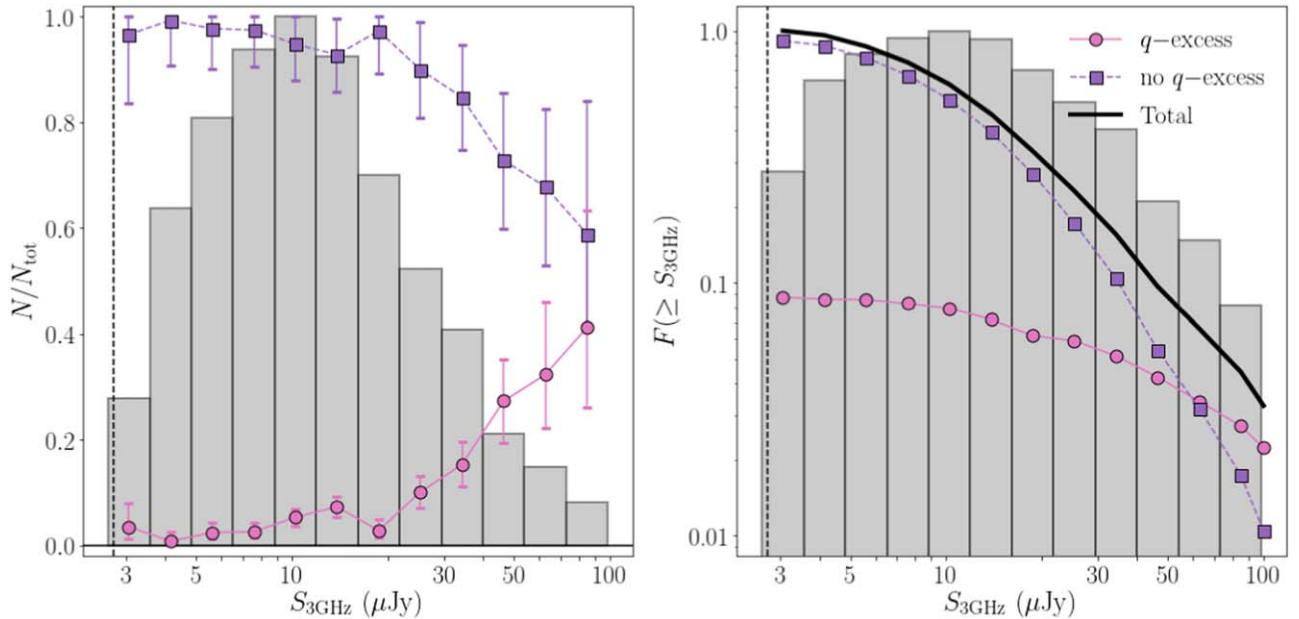 1.0
0.8
0.6
0.4
0.2
0.0
N/N_tot
3 5 10 30 50 100
S_3GHz (μJy)
q−excess
no q−excess
Total
1.0
0.1
0.01
F(≥ S_3GHz)
3 5 10 30 50 100
S_3GHz (μJy)